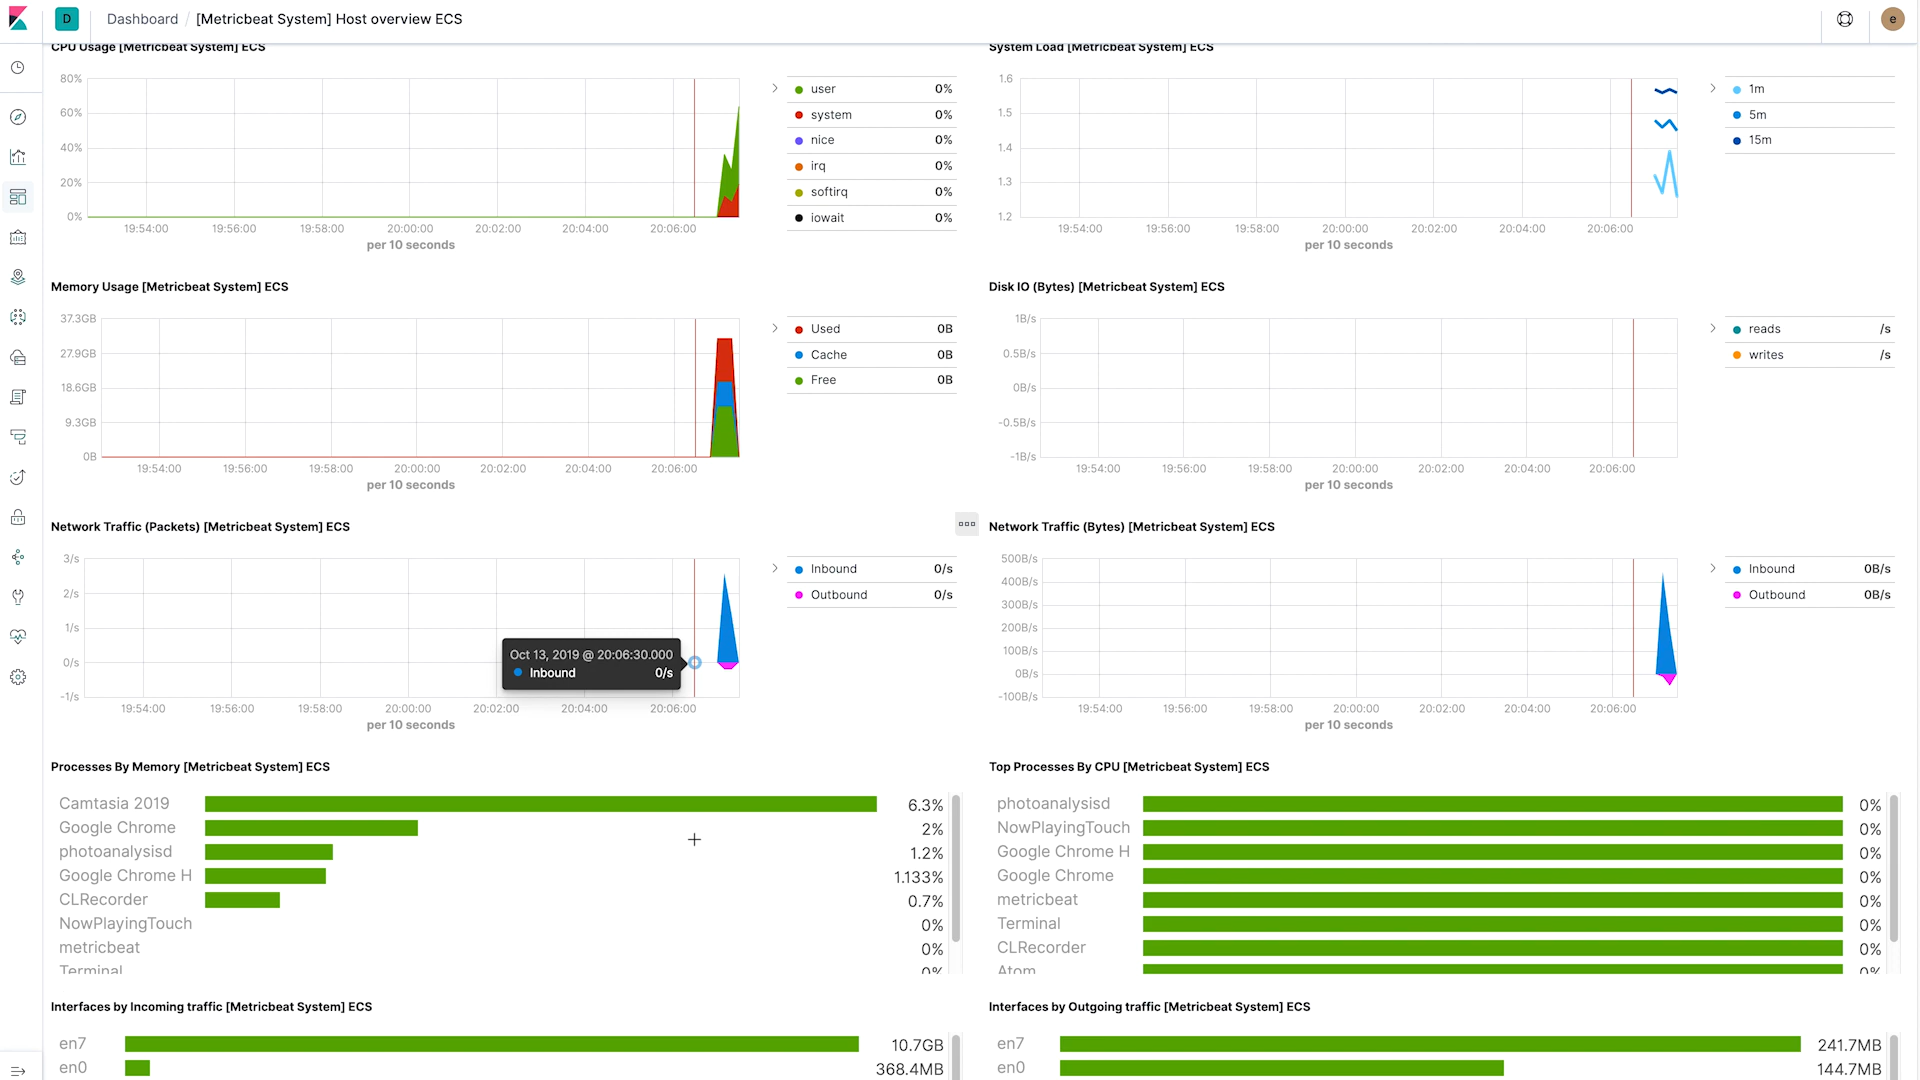 D Dashboard / [Metricbeat System] Host overview ECS e
CPU Usage [Metricbeat System] ECS
80%
60%
40%
20%
0%
19:54:00 19:56:00 19:58:00 20:00:00 20:02:00 20:04:00 20:06:00
per 10 seconds
user 0%
system 0%
nice 0%
irq 0%
softirq 0%
iowait 0%
System Load [Metricbeat System] ECS
1.6
1.5
1.4
1.3
1.2
19:54:00 19:56:00 19:58:00 20:00:00 20:02:00 20:04:00 20:06:00
per 10 seconds
1m
5m
15m
Memory Usage [Metricbeat System] ECS
37.3GB
27.9GB
18.6GB
9.3GB
0B
19:54:00 19:56:00 19:58:00 20:00:00 20:02:00 20:04:00 20:06:00
per 10 seconds
Used 0B
Cache 0B
Free 0B
Disk IO (Bytes) [Metricbeat System] ECS
1B/s
0.5B/s
0B/s
-0.5B/s
-1B/s
19:54:00 19:56:00 19:58:00 20:00:00 20:02:00 20:04:00 20:06:00
per 10 seconds
reads /s
writes /s
Network Traffic (Packets) [Metricbeat System] ECS
3/s
2/s
1/s
0/s
-1/s
19:54:00 19:56:00 19:58:00 20:00:00 20:02:00 20:04:00 20:06:00
per 10 seconds
Oct 13, 2019 @ 20:06:30.000
Inbound 0/s
Inbound 0/s
Outbound 0/s
Network Traffic (Bytes) [Metricbeat System] ECS
500B/s
400B/s
300B/s
200B/s
100B/s
0B/s
-100B/s
19:54:00 19:56:00 19:58:00 20:00:00 20:02:00 20:04:00 20:06:00
per 10 seconds
Inbound 0B/s
Outbound 0B/s
Processes By Memory [Metricbeat System] ECS
Camtasia 2019 6.3%
Google Chrome 2%
photoanalysisd 1.2%
Google Chrome H 1.133%
CLRecorder 0.7%
NowPlayingTouch 0%
metricbeat 0%
Terminal 0%
Top Processes By CPU [Metricbeat System] ECS
photoanalysisd 0%
NowPlayingTouch 0%
Google Chrome H 0%
Google Chrome 0%
metricbeat 0%
Terminal 0%
CLRecorder 0%
Atom 0%
Interfaces by Incoming traffic [Metricbeat System] ECS
en7 10.7GB
en0 368.4MB
Interfaces by Outgoing traffic [Metricbeat System] ECS
en7 241.7MB
en0 144.7MB